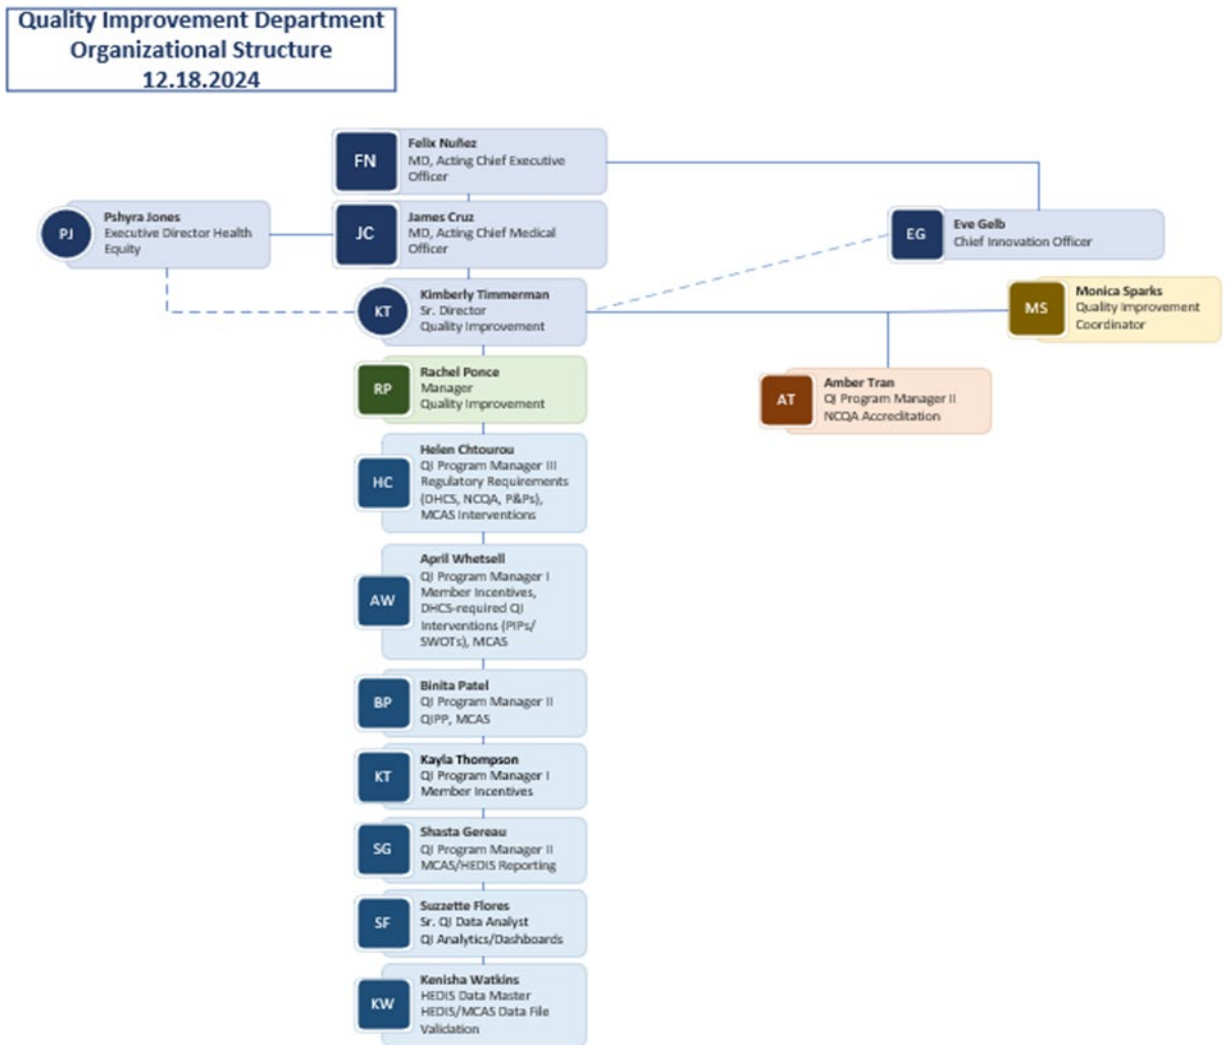 Quality Improvement Department
Organizational Structure
12.18.2024
FN
Felix Nuñez
MD, Acting Chief Executive
Officer
PJ
Pshyra Jones
Executive Director Health
Equity
JC
James Cruz
MD, Acting Chief Medical
Officer
EG
Eve Gelb
Chief Innovation Officer
KT
Kimberly Timmerman
Sr. Director
Quality Improvement
MS
Monica Sparks
Quality Improvement
Coordinator
RP
Rachel Ponce
Manager
Quality Improvement
AT
Amber Tran
QI Program Manager II
NCQA Accreditation
HC
Helen Chtourou
QI Program Manager III
Regulatory Requirements
(DHCS, NCQA, P&Ps),
MCAS Interventions
AW
April Whetsell
QI Program Manager I
Member Incentives,
DHCS-required QI
Interventions (PIPs/
SWOTs), MCAS
BP
Binita Patel
QI Program Manager II
QIPP, MCAS
KT
Kayla Thompson
QI Program Manager I
Member Incentives
SG
Shasta Gereau
QI Program Manager II
MCAS/HEDIS Reporting
SF
Suzzette Flores
Sr. QI Data Analyst
QI Analytics/Dashboards
KW
Kenisha Watkins
HEDIS Data Master
HEDIS/MCAS Data File
Validation